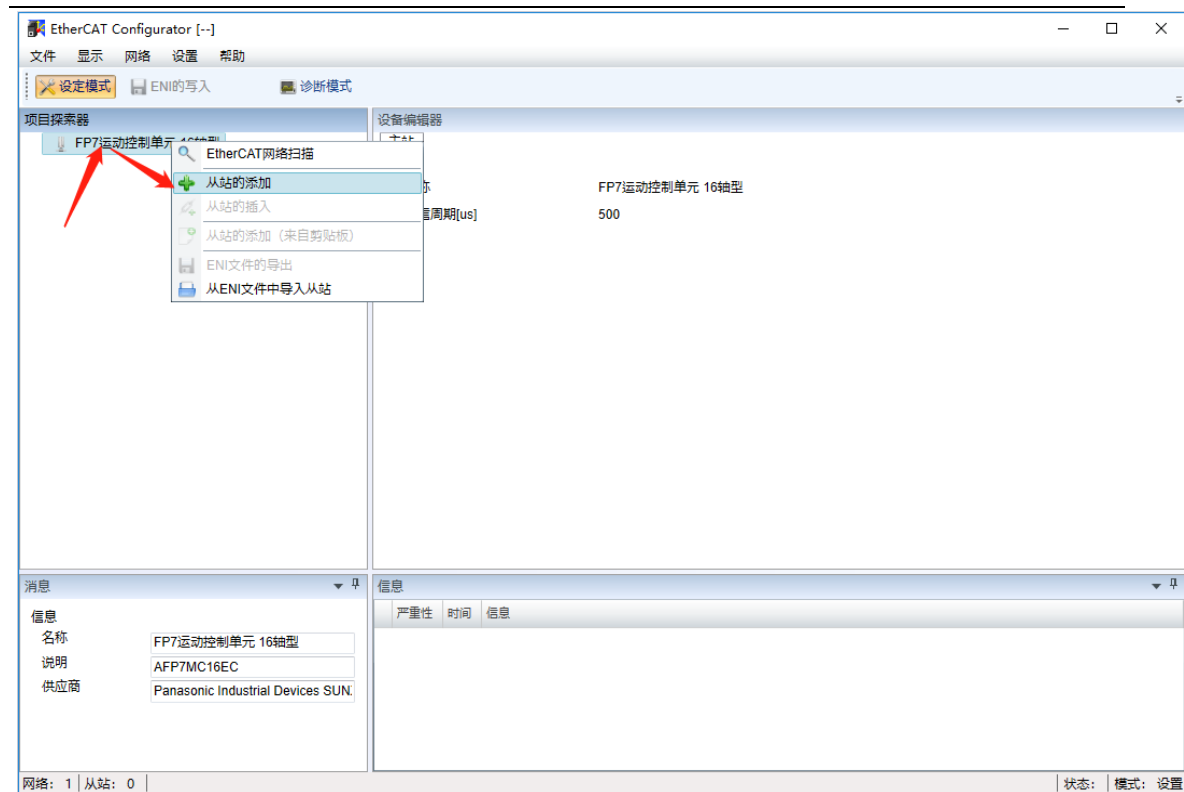 EtherCAT Configurator [--]
文件 显示 网络 设置 帮助
设定模式 ENI的写入 诊断模式
项目探索器
FP7运动控制单元 16轴型
EtherCAT网络扫描
从站的添加
从站的插入
从站的添加（来自剪贴板）
ENI文件的导出
从ENI文件中导入从站
设备编辑器
主站
FP7运动控制单元 16轴型
周期[us] 500
消息
信息
名称 FP7运动控制单元 16轴型
说明 AFP7MC16EC
供应商 Panasonic Industrial Devices SUN
信息
严重性 时间 信息
网络: 1 从站: 0
状态: 模式: 设置